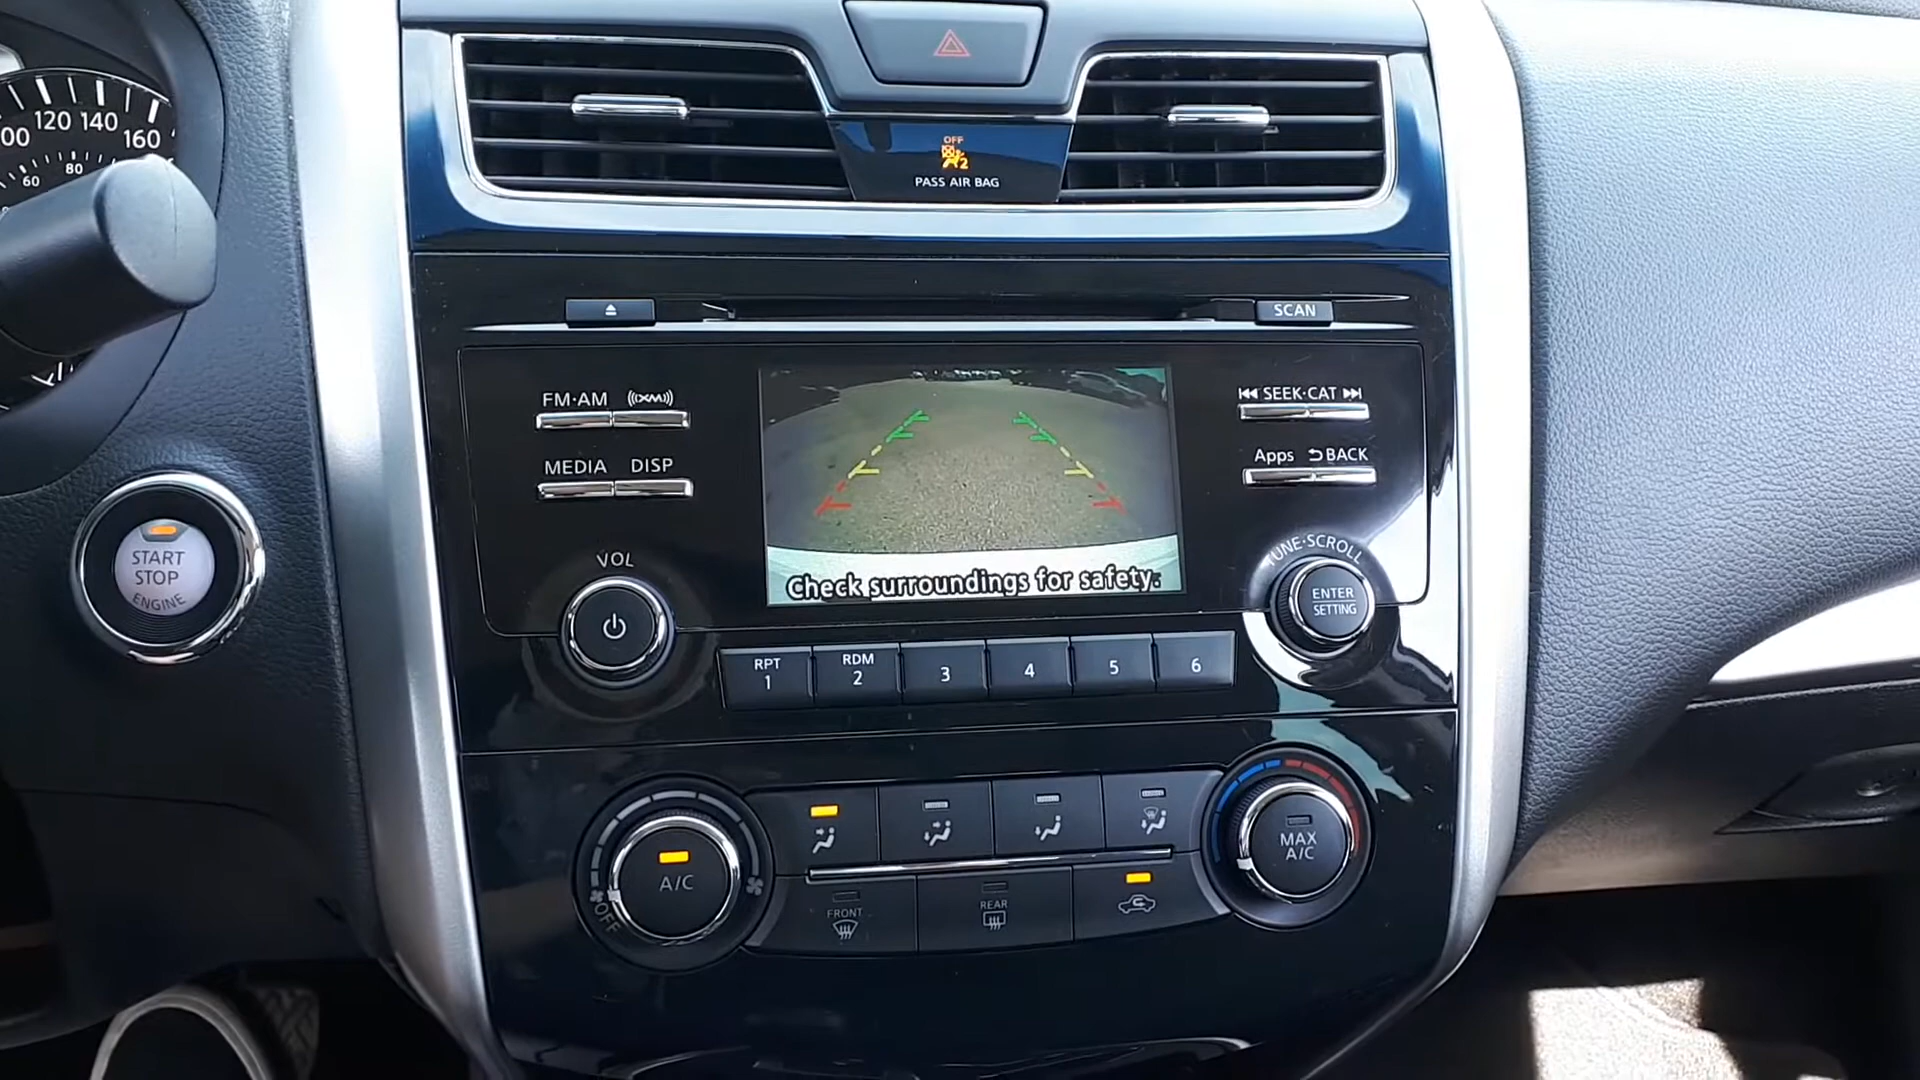 120 140 160
60 80
OFF
2
PASS AIR BAG
SCAN
FM·AM ((XM))
SEEK·CAT
MEDIA DISP
Apps BACK
START
STOP
ENGINE
VOL
TUNE·SCROLL
ENTER
SETTING
Check surroundings for safety.
RPT
1
RDM
2
3
4
5
6
A/C
OFF
MAX
A/C
FRONT
REAR